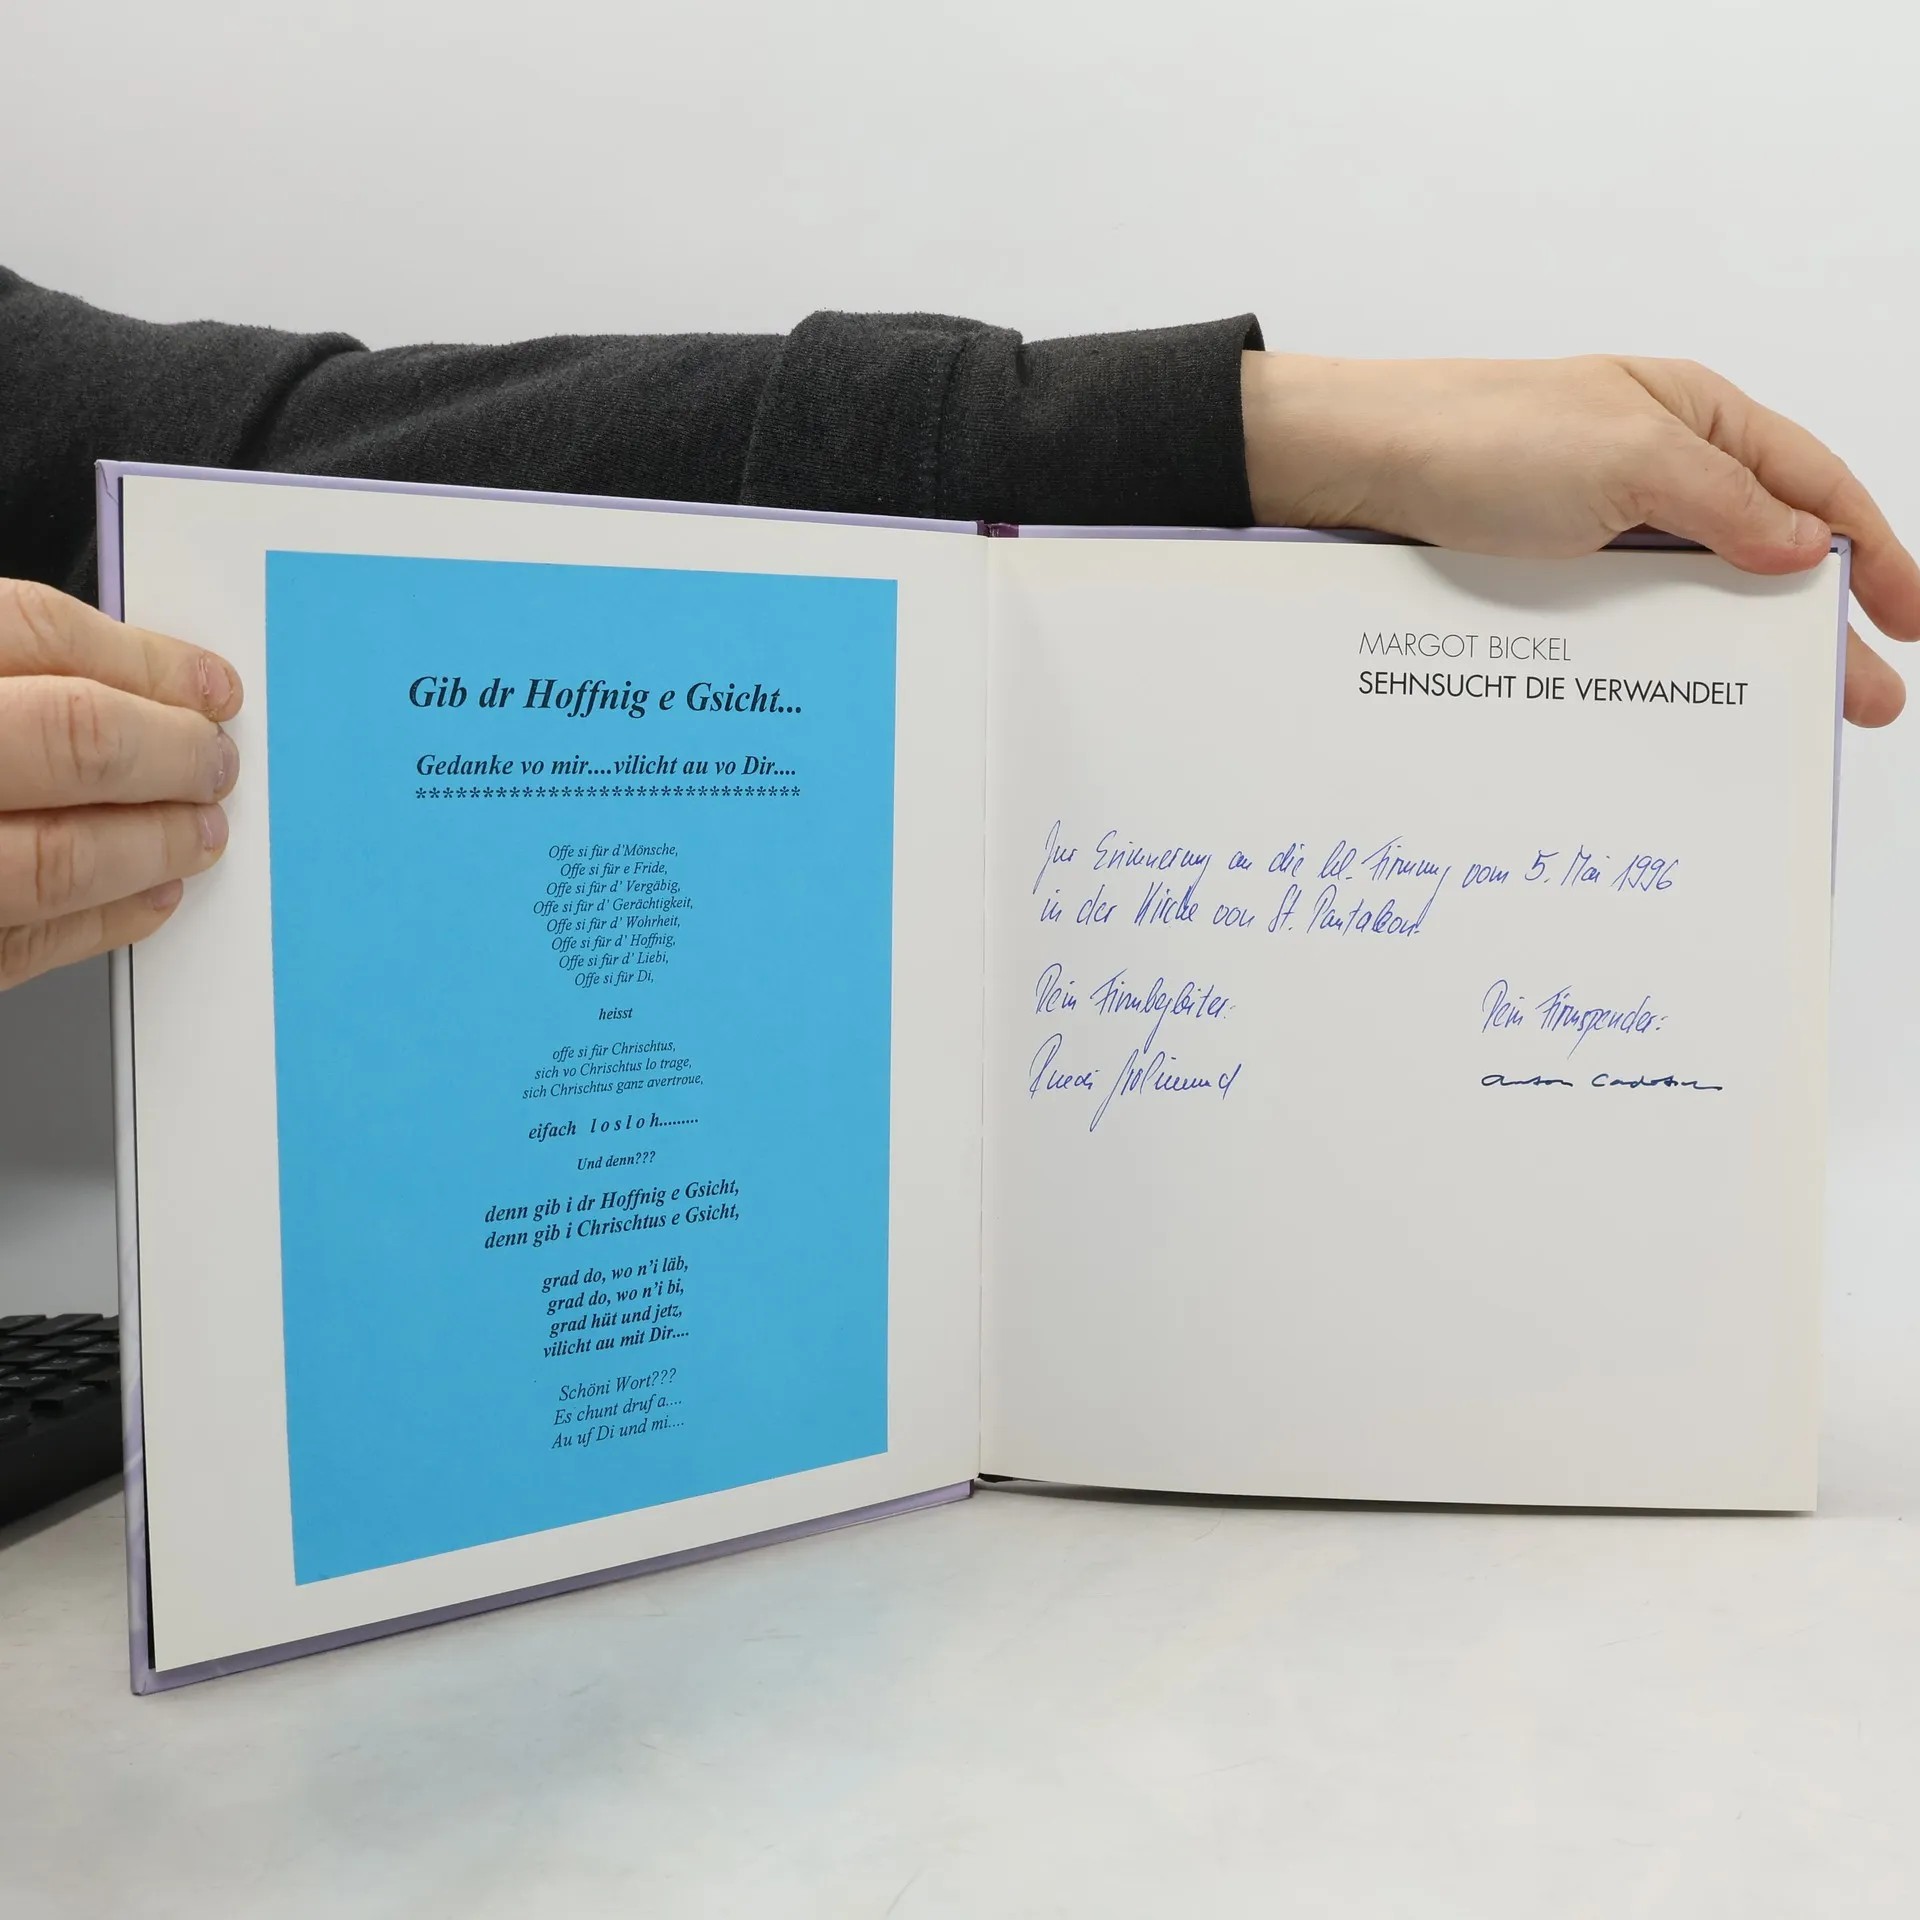 Gib dr Hoffnig e Gsicht...
Gedanke vo mir....vilicht au vo Dir....
*******************************
Offe si für d'Mönsche,
Offe si für e Fride,
Offe si für d' Vergäbig,
Offe si für d' Gerächtigkeit,
Offe si für d' Wohrheit,
Offe si für d' Hoffnig,
Offe si für d' Liebi,
Offe si für Di,
heisst
offe si für Chrischtus,
sich vo Chrischtus lo trage,
sich Chrischtus ganz avertroue,
eifach l o s l o h.........
Und denn???
denn gib i dr Hoffnig e Gsicht,
denn gib i Chrischtus e Gsicht,
grad do, wo n'i läb,
grad do, wo n'i bi,
grad hüt und jetz,
vilicht au mit Dir....
Schöni Wort???
Es chunt druf a....
Au uf Di und mi....
MARGOT BICKEL
SEHNSUCHT DIE VERWANDELT
Zur Erinnerung an die hl. Firmung vom 5. Mai 1996
in der Kirche von St. Pantaleon.
Dein Firmbegleiter:
Dein Firmspender:
Ruedi
Anton